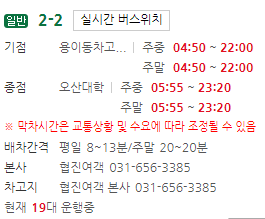 일반 2-2 실시간 버스위치
기점 용이동차고... 주중 04:50 ~ 22:00
주말 04:50 ~ 22:00
종점 오산대학 주중 05:55 ~ 23:20
주말 05:55 ~ 23:20
※ 막차시간은 교통상황 및 수요에 따라 조정될 수 있음
배차간격 평일 8~13분/주말 20~20분
본사 협진여객 031-656-3385
차고지 협진여객 본사 031-656-3385
현재 19대 운행중